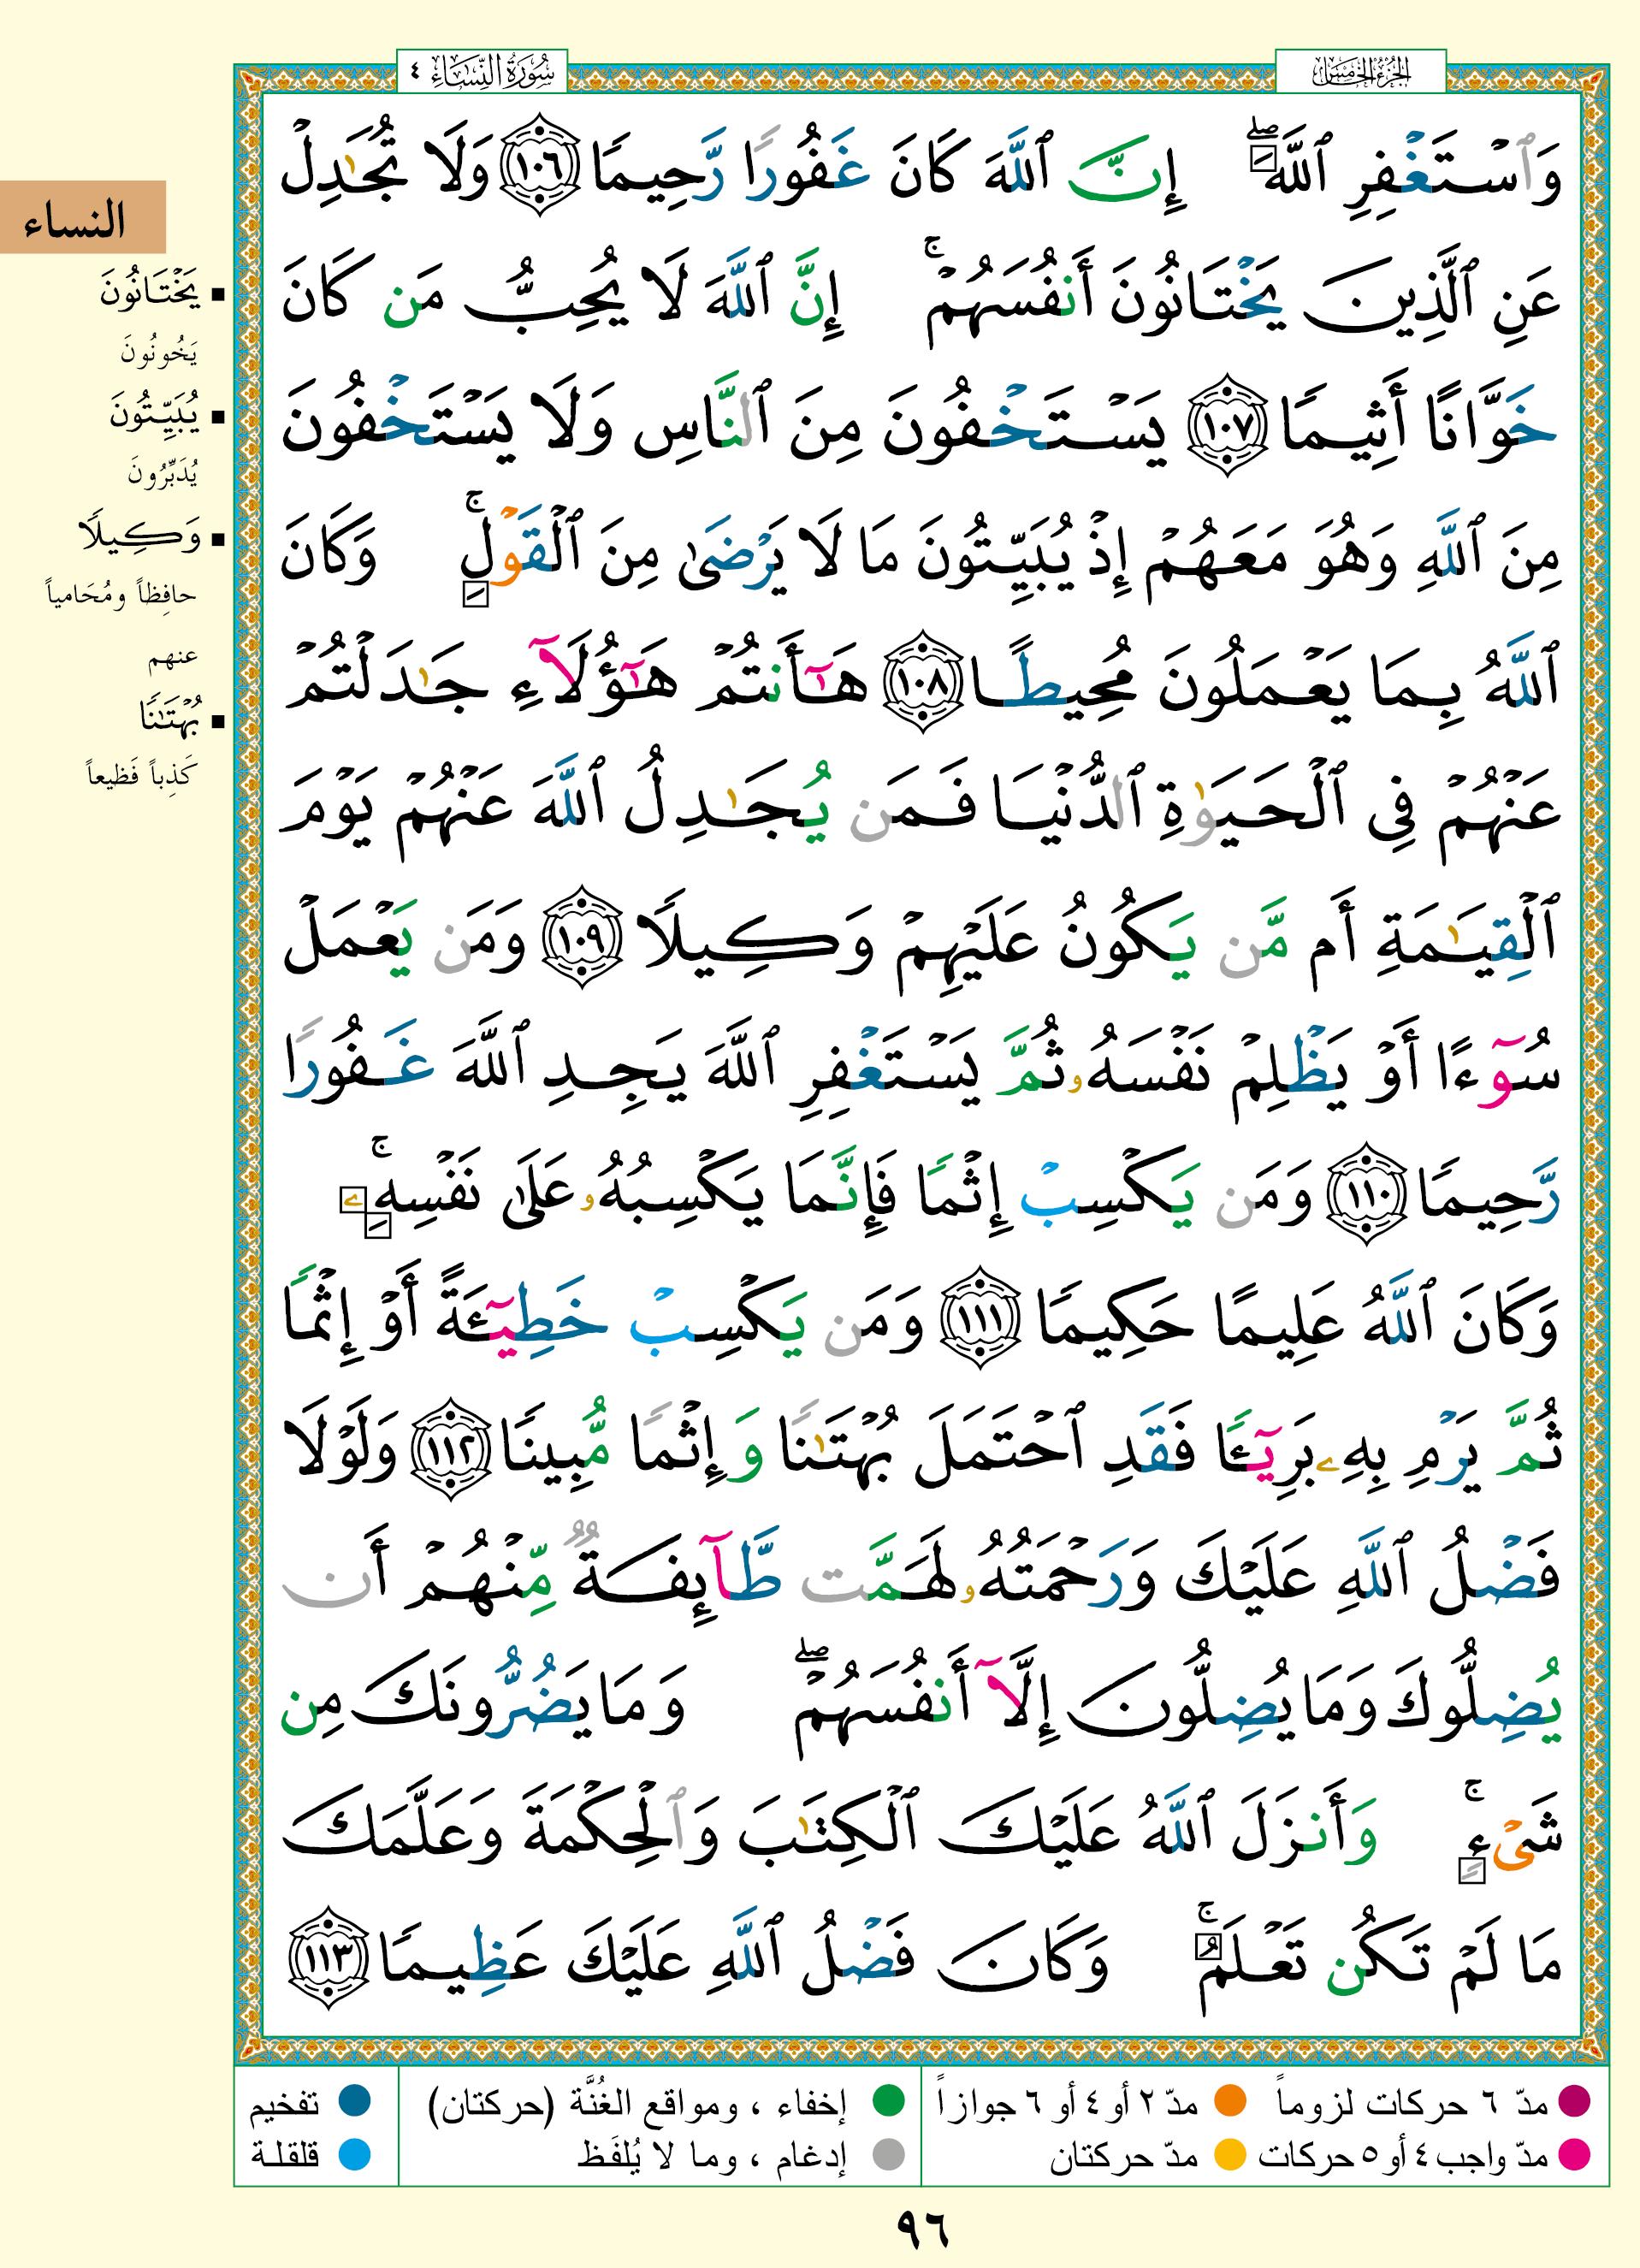 الجزء الخامس
سورة النساء ٤
وَٱسْتَغْفِرِ ٱللَّهَ ۖ إِنَّ ٱللَّهَ كَانَ غَفُورًا رَّحِيمًا ١٠٦ وَلَا تُجَٰدِلْ
عَنِ ٱلَّذِينَ يَخْتَانُونَ أَنفُسَهُمْ ۚ إِنَّ ٱللَّهَ لَا يُحِبُّ مَن كَانَ
خَوَّانًا أَثِيمًا ١٠٧ يَسْتَخْفُونَ مِنَ ٱلنَّاسِ وَلَا يَسْتَخْفُونَ
مِنَ ٱللَّهِ وَهُوَ مَعَهُمْ إِذْ يُبَيِّتُونَ مَا لَا يَرْضَىٰ مِنَ ٱلْقَوْلِ ۚ وَكَانَ
ٱللَّهُ بِمَا يَعْمَلُونَ مُحِيطًا ١٠٨ هَٰٓأَنتُمْ هَٰٓؤُلَآءِ جَٰدَلْتُمْ
عَنْهُمْ فِى ٱلْحَيَوٰةِ ٱلدُّنْيَا فَمَن يُجَٰدِلُ ٱللَّهَ عَنْهُمْ يَوْمَ
ٱلْقِيَٰمَةِ أَم مَّن يَكُونُ عَلَيْهِمْ وَكِيلًا ١٠٩ وَمَن يَعْمَلْ
سُوٓءًا أَوْ يَظْلِمْ نَفْسَهُۥ ثُمَّ يَسْتَغْفِرِ ٱللَّهَ يَجِدِ ٱللَّهَ غَفُورًا
رَّحِيمًا ١١٠ وَمَن يَكْسِبْ إِثْمًا فَإِنَّمَا يَكْسِبُهُۥ عَلَىٰ نَفْسِهِۦ ۚ
وَكَانَ ٱللَّهُ عَلِيمًا حَكِيمًا ١١١ وَمَن يَكْسِبْ خَطِيٓـَٔةً أَوْ إِثْمًا
ثُمَّ يَرْمِ بِهِۦ بَرِيٓـًٔا فَقَدِ ٱحْتَمَلَ بُهْتَٰنًا وَإِثْمًا مُّبِينًا ١١٢ وَلَوْلَا
فَضْلُ ٱللَّهِ عَلَيْكَ وَرَحْمَتُهُۥ لَهَمَّت طَّآئِفَةٌ مِّنْهُمْ أَن
يُضِلُّوكَ وَمَا يُضِلُّونَ إِلَّآ أَنفُسَهُمْ ۖ وَمَا يَضُرُّونَكَ مِن
شَىْءٍ ۚ وَأَنزَلَ ٱللَّهُ عَلَيْكَ ٱلْكِتَٰبَ وَٱلْحِكْمَةَ وَعَلَّمَكَ
مَا لَمْ تَكُن تَعْلَمُ ۚ وَكَانَ فَضْلُ ٱللَّهِ عَلَيْكَ عَظِيمًا ١١٣
النساء
يَخْتَانُونَ
يَخُونُونَ
يُبَيِّتُونَ
يُدَبِّرُونَ
وَكِيلًا
حافِظاً ومُحَامياً
عنهم
بُهْتَٰنًا
كَذِباً فَظيعاً
مدّ ٦ حركات لزوماً مدّ ٢ أو ٤ أو ٦ جوازاً إخفاء ، ومواقع الغُنَّة (حركتان) تفخيم
مدّ واجب ٤ أو ٥ حركات مدّ حركتان إدغام ، وما لا يُلفَظ قلقلة
٩٦